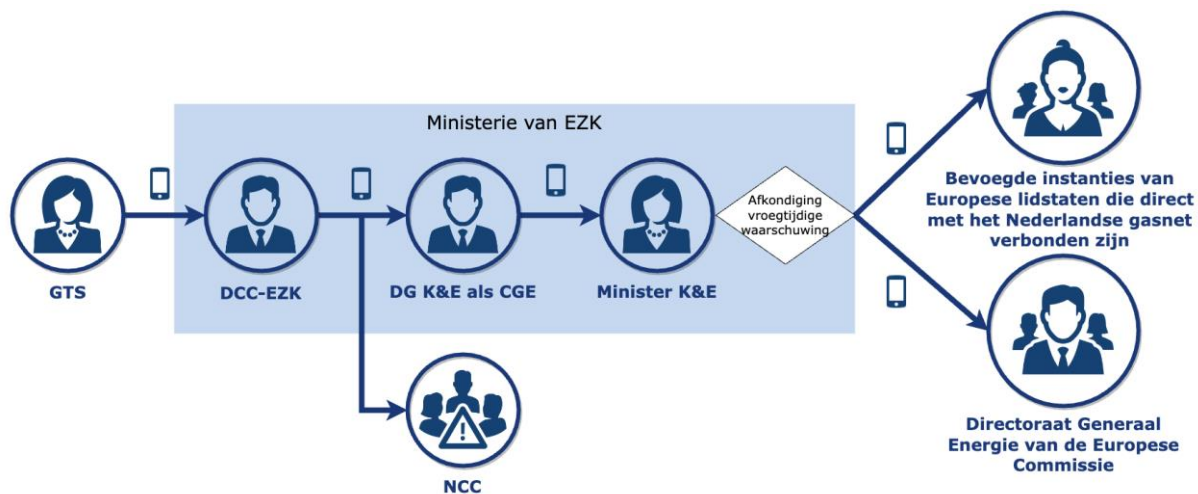 Ministerie van EZK
GTS
DCC-EZK
DG K&E als CGE
Minister K&E
Afkondiging
vroegtijdige
waarschuwing
Bevoegde instanties van
Europese lidstaten die direct
met het Nederlandse gasnet
verbonden zijn
Directoraat Generaal
Energie van de Europese
Commissie
NCC